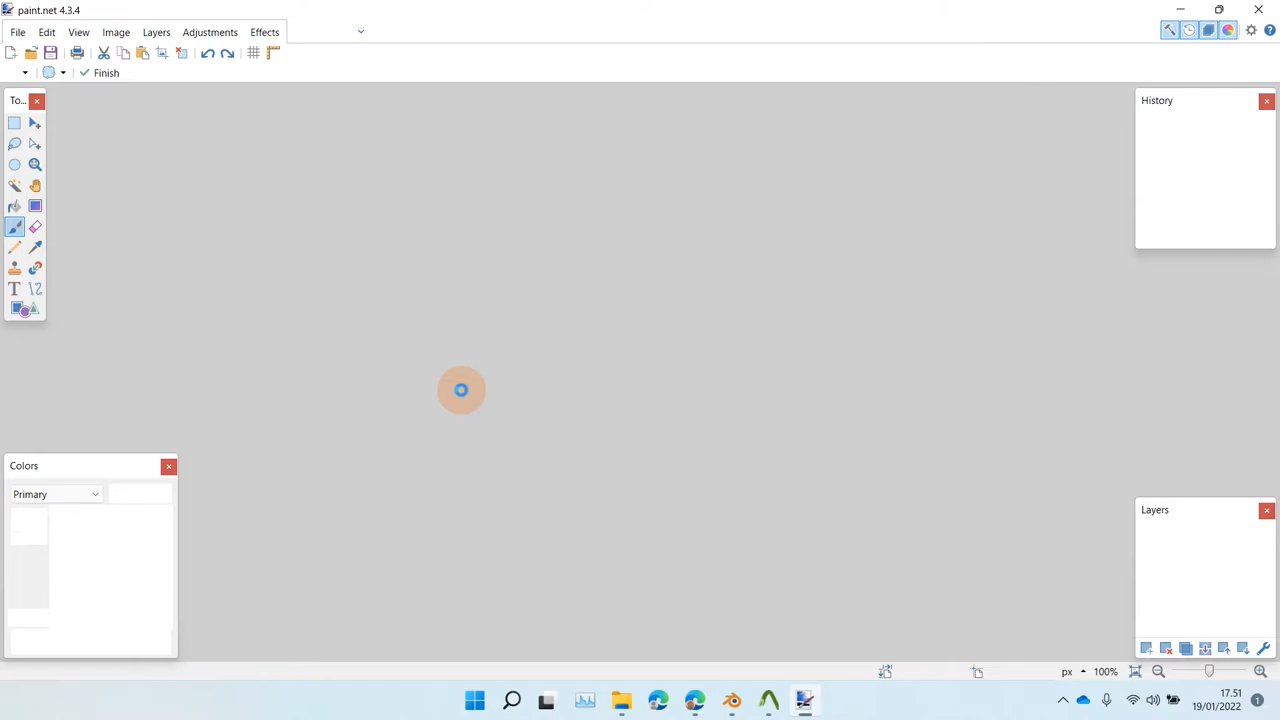 paint.net 4.3.4
File Edit View Image Layers Adjustments Effects
Finish
To...
History
Colors
Primary
Layers
px 100%
17.51
19/01/2022
1